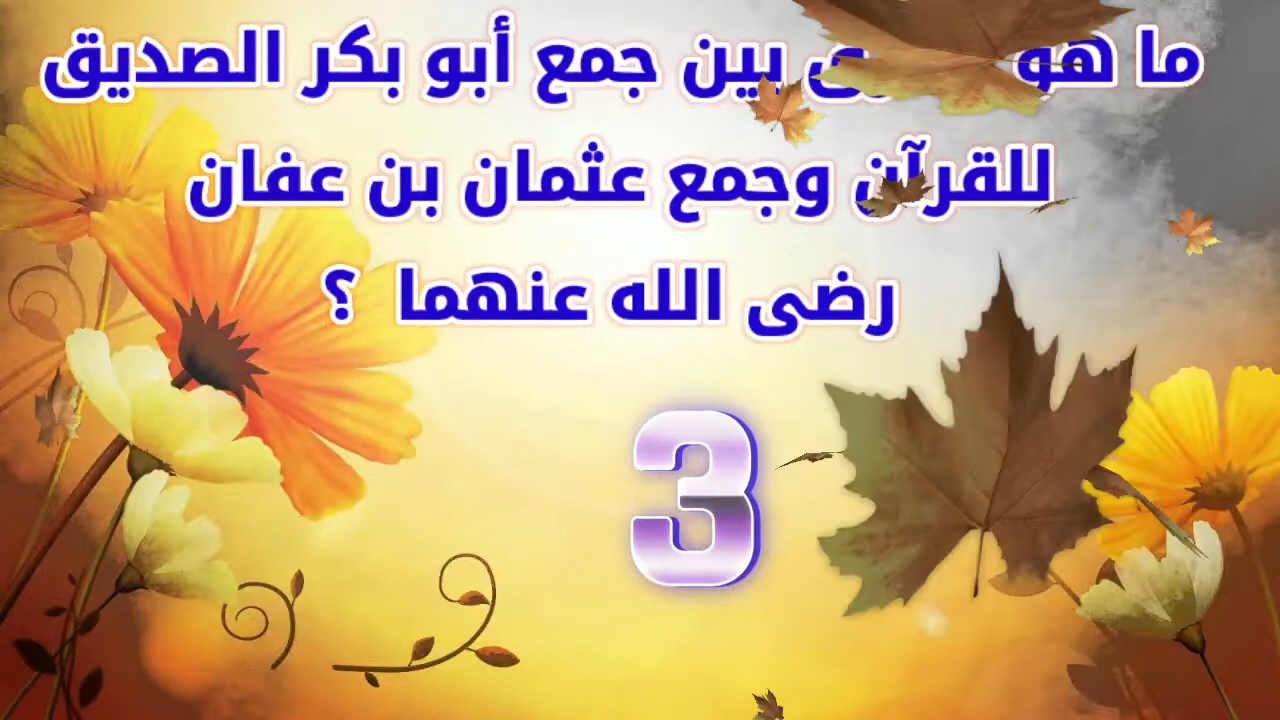 ما هو بين جمع أبو بكر الصديق
للقرآن وجمع عثمان بن عفان
رضى الله عنهما ؟
3